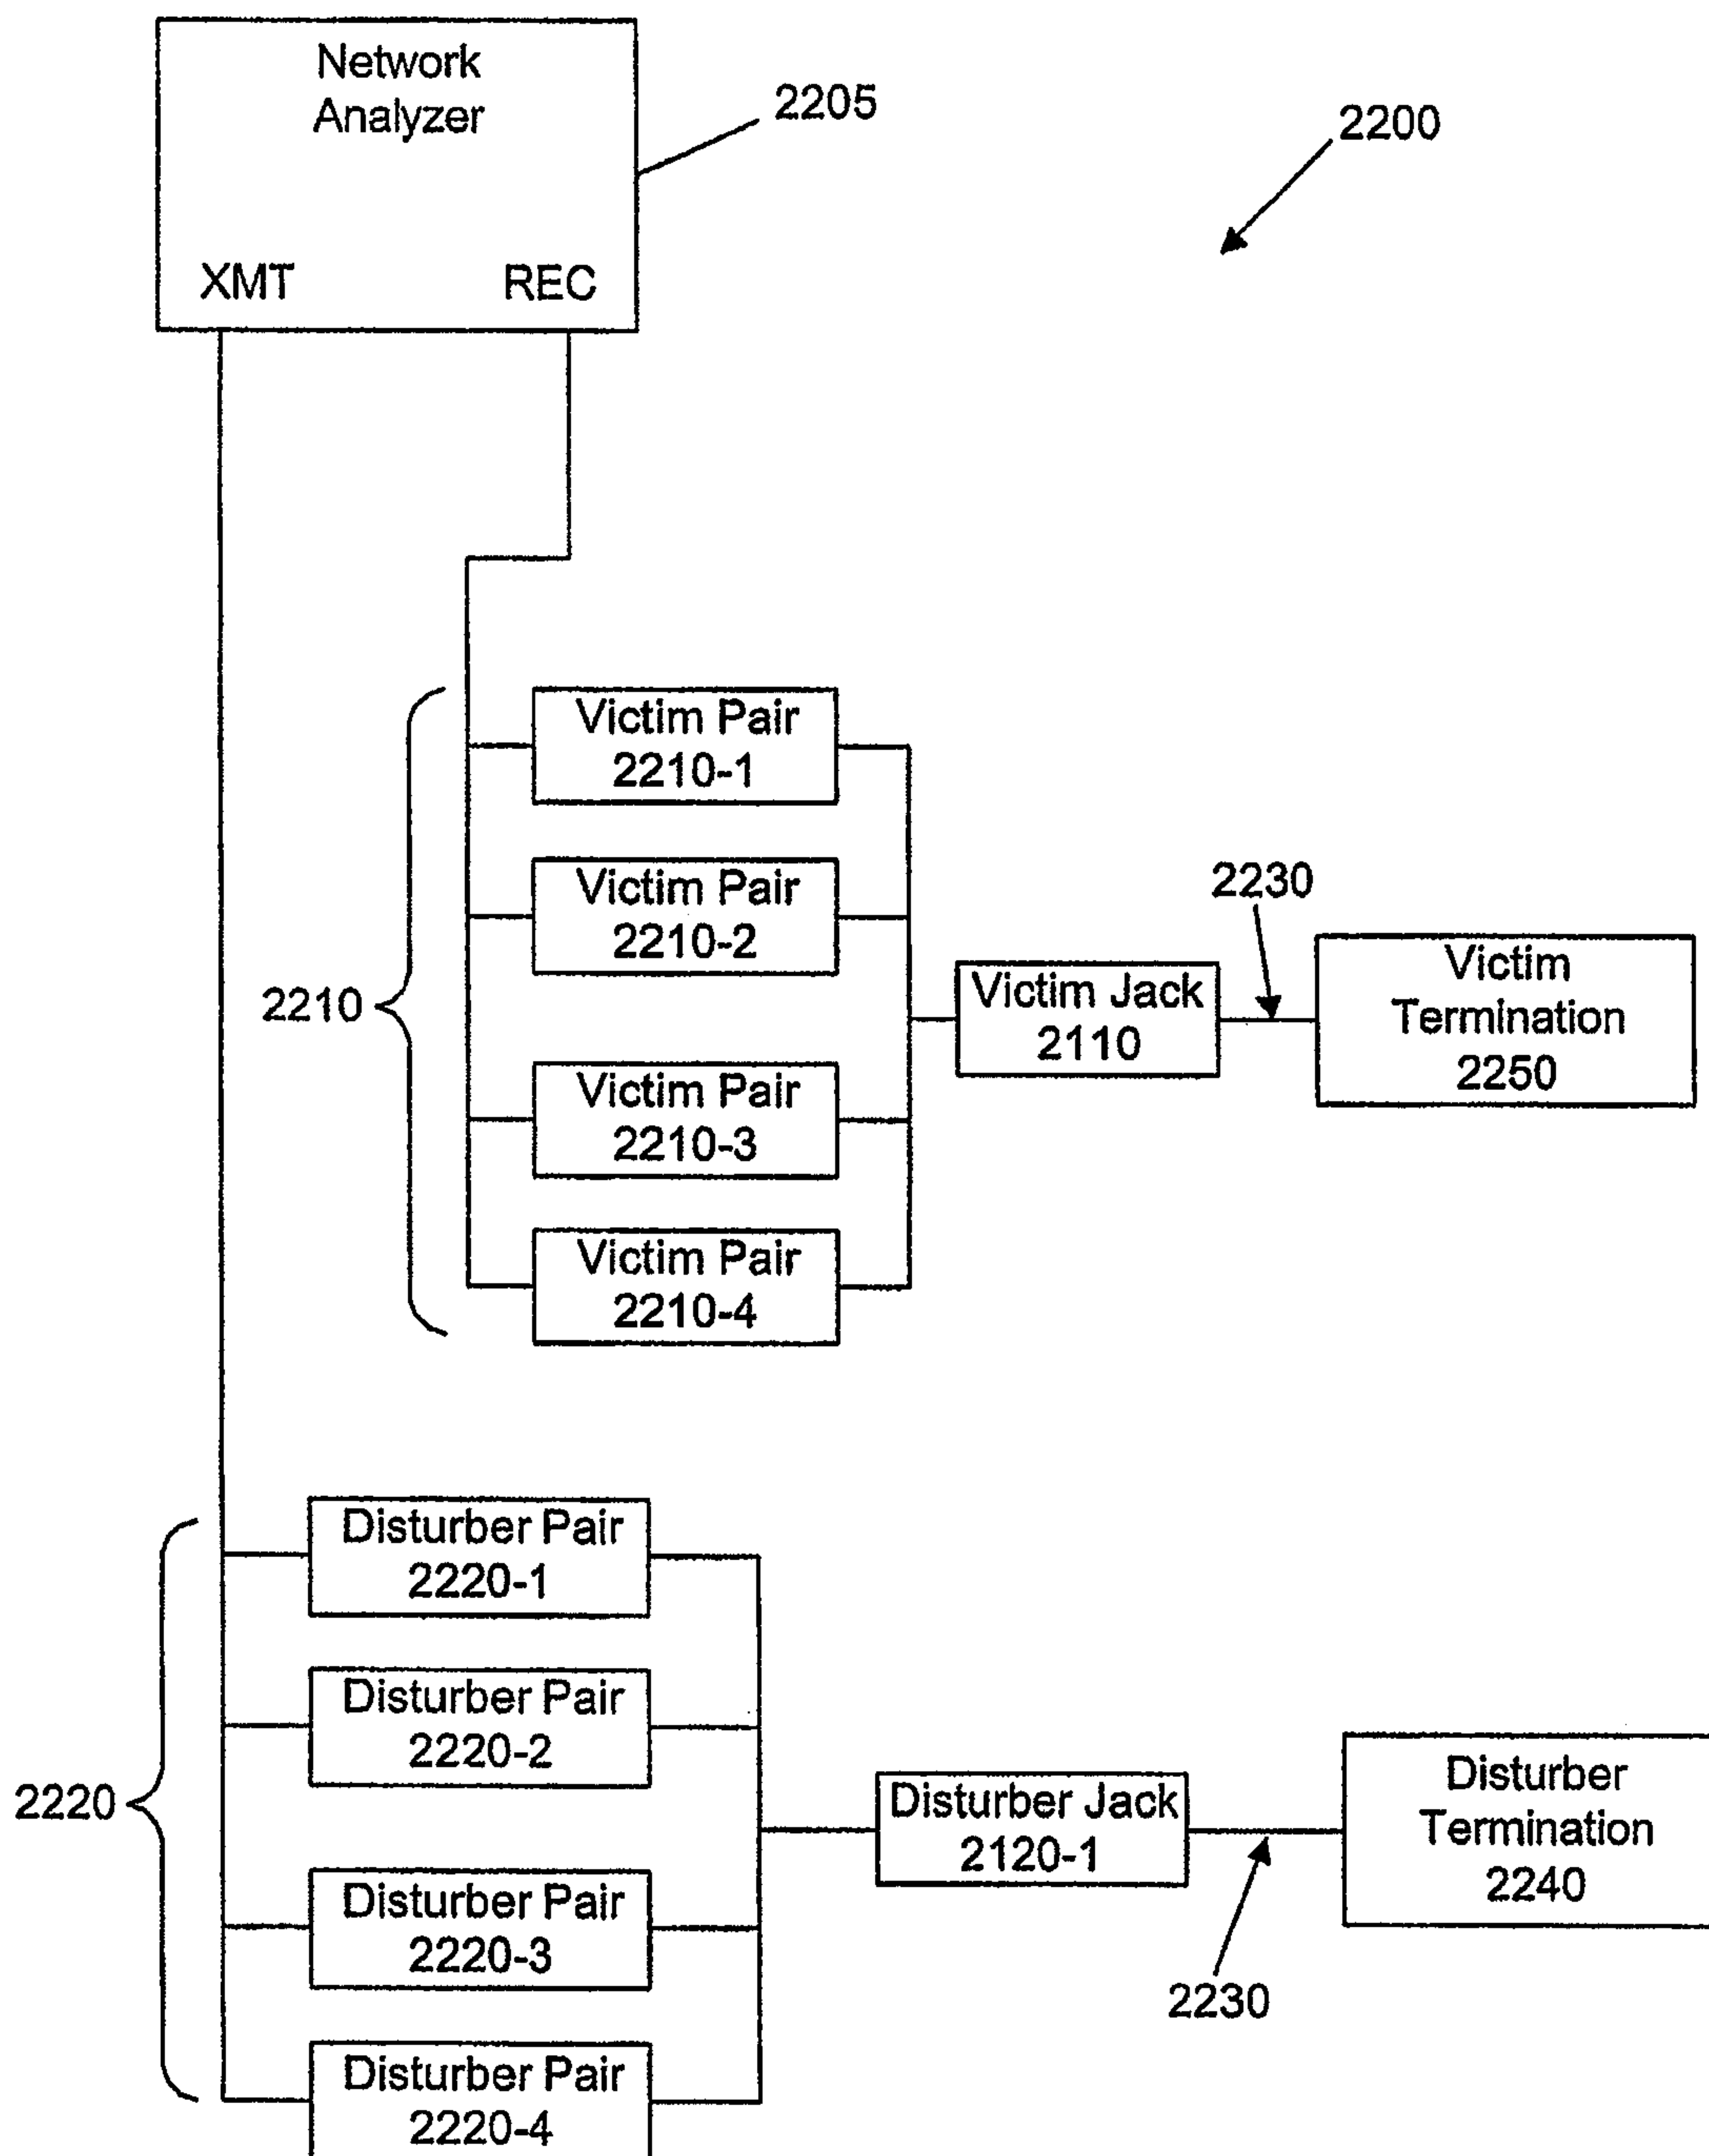 Network
Analyzer
2205
2200
XMT
REC
Victim Pair
2210-1
Victim Pair
2210-2
2230
Victim
Termination
2250
2210
Victim Jack
2110
Victim Pair
2210-3
Victim Pair
2210-4
Disturber Pair
2220-1
Disturber Pair
2220-2
Disturber
Termination
2240
2220
Disturber Jack
2120-1
Disturber Pair
2220-3
2230
Disturber Pair
2220-4